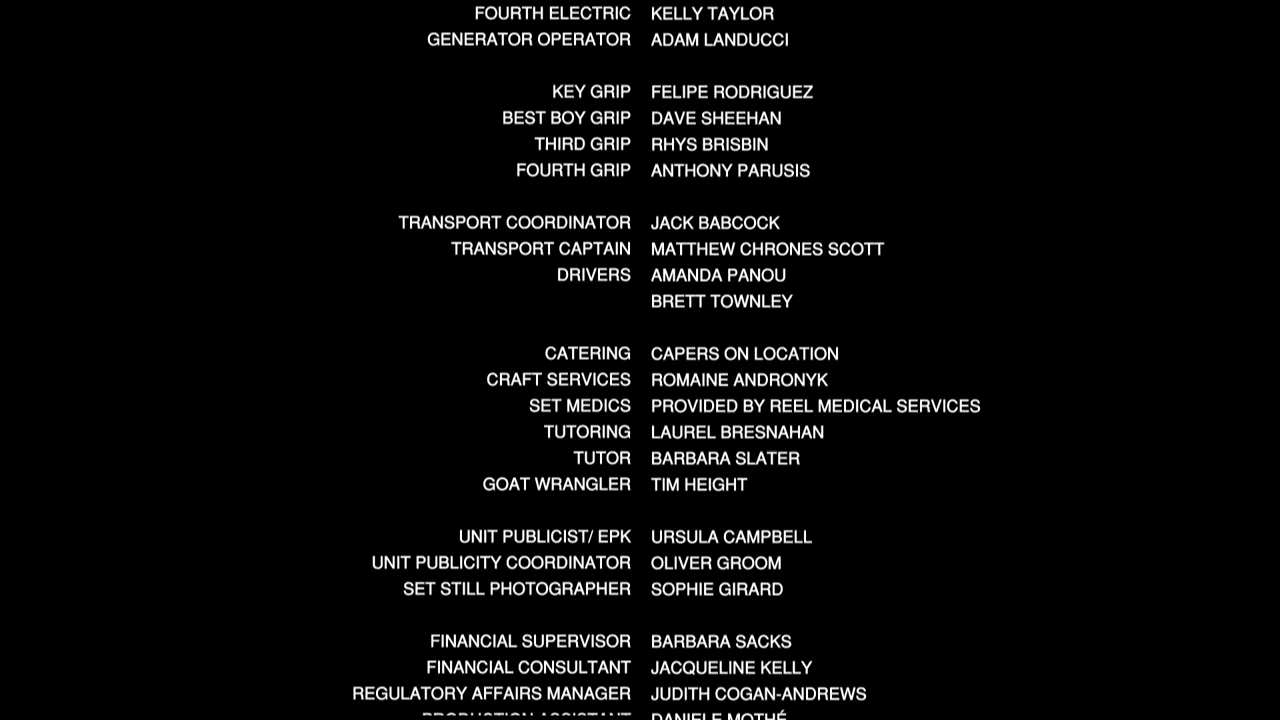 FOURTH ELECTRIC KELLY TAYLOR
GENERATOR OPERATOR ADAM LANDUCCI
KEY GRIP FELIPE RODRIGUEZ
BEST BOY GRIP DAVE SHEEHAN
THIRD GRIP RHYS BRISBIN
FOURTH GRIP ANTHONY PARUSIS
TRANSPORT COORDINATOR JACK BABCOCK
TRANSPORT CAPTAIN MATTHEW CHRONES SCOTT
DRIVERS AMANDA PANOU
BRETT TOWNLEY
CATERING CAPERS ON LOCATION
CRAFT SERVICES ROMAINE ANDRONYK
SET MEDICS PROVIDED BY REEL MEDICAL SERVICES
TUTORING LAUREL BRESNAHAN
TUTOR BARBARA SLATER
GOAT WRANGLER TIM HEIGHT
UNIT PUBLICIST/ EPK URSULA CAMPBELL
UNIT PUBLICITY COORDINATOR OLIVER GROOM
SET STILL PHOTOGRAPHER SOPHIE GIRARD
FINANCIAL SUPERVISOR BARBARA SACKS
FINANCIAL CONSULTANT JACQUELINE KELLY
REGULATORY AFFAIRS MANAGER JUDITH COGAN-ANDREWS
PRODUCTION ASSISTANT DANIELE MOTHÉ